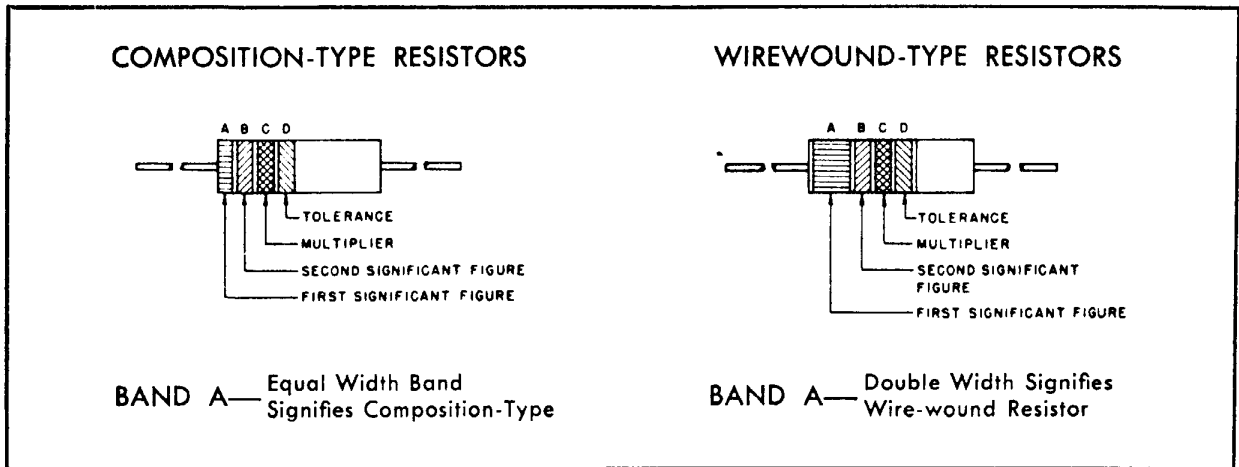 COMPOSITION-TYPE RESISTORS
A B C D
TOLERANCE
MULTIPLIER
SECOND SIGNIFICANT FIGURE
FIRST SIGNIFICANT FIGURE
BAND A— Equal Width Band
Signifies Composition-Type
WIREWOUND-TYPE RESISTORS
A B C D
TOLERANCE
MULTIPLIER
SECOND SIGNIFICANT
FIGURE
FIRST SIGNIFICANT FIGURE
BAND A— Double Width Signifies
Wire-wound Resistor